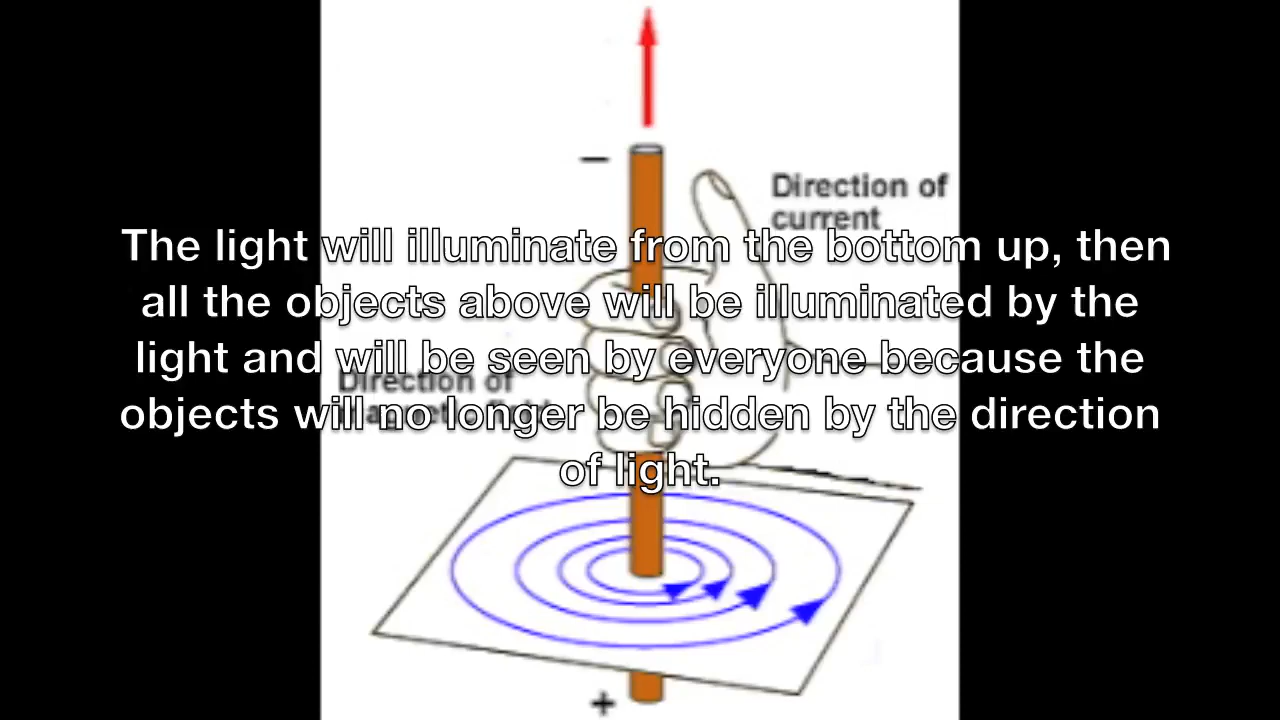 −
Direction of
current
The light will illuminate from the bottom up, then
all the objects above will be illuminated by the
light and will be seen by everyone because the
objects will no longer be hidden by the direction
of light.
Direction of
+